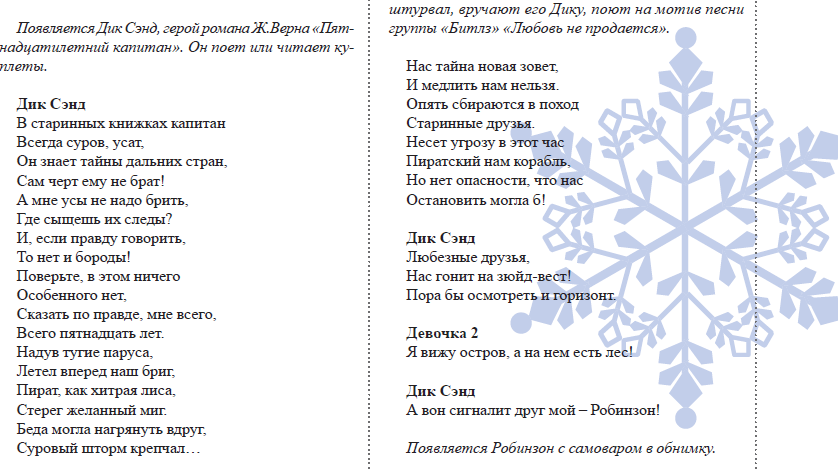 Появляется Дик Сэнд, герой романа Ж.Верна «Пят-
надцатилетний капитан». Он поет или читает ку-
плеты.
Дик Сэнд
В старинных книжках капитан
Всегда суров, усат,
Он знает тайны дальних стран,
Сам черт ему не брат!
А мне усы не надо брить,
Где сыщешь их следы?
И, если правду говорить,
То нет и бороды!
Поверьте, в этом ничего
Особенного нет,
Сказать по правде, мне всего,
Всего пятнадцать лет.
Надув тугие паруса,
Летел вперед наш бриг,
Пират, как хитрая лиса,
Стерег желанный миг.
Беда могла нагрянуть вдруг,
Суровый шторм крепчал…
штурвал, вручают его Дику, поют на мотив песни
группы «Битлз» «Любовь не продается».
Нас тайна новая зовет,
И медлить нам нельзя.
Опять сбираются в поход
Старинные друзья.
Несет угрозу в этот час
Пиратский нам корабль,
Но нет опасности, что нас
Остановить могла б!
Дик Сэнд
Любезные друзья,
Нас гонит на зюйд-вест!
Пора бы осмотреть и горизонт.
Девочка 2
Я вижу остров, а на нем есть лес!
Дик Сэнд
А вон сигналит друг мой – Робинзон!
Появляется Робинзон с самоваром в обнимку.